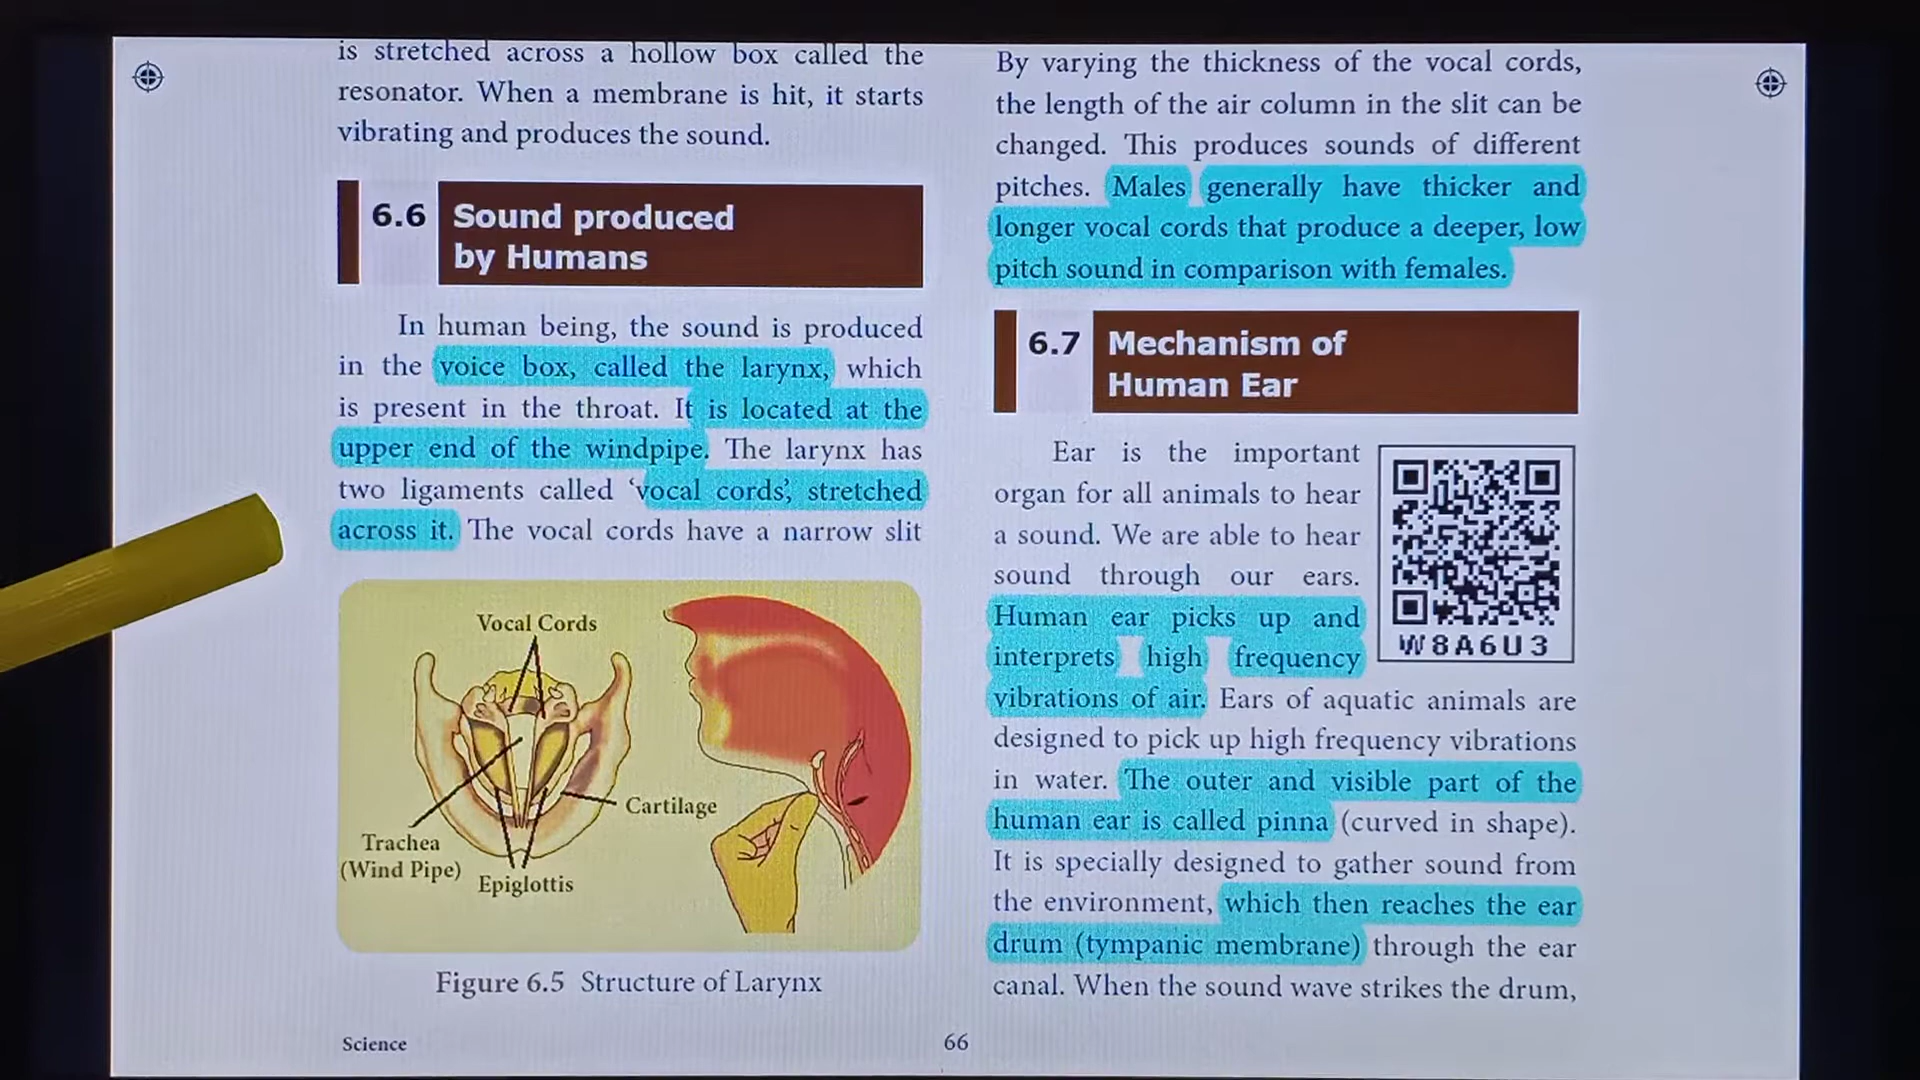 is stretched across a hollow box called the
resonator. When a membrane is hit, it starts
vibrating and produces the sound.
6.6 Sound produced
by Humans
In human being, the sound is produced
in the voice box, called the larynx, which
is present in the throat. It is located at the
upper end of the windpipe. The larynx has
two ligaments called ‘vocal cords’, stretched
across it. The vocal cords have a narrow slit
Vocal Cords
Cartilage
Trachea
(Wind Pipe)
Epiglottis
Figure 6.5 Structure of Larynx
By varying the thickness of the vocal cords,
the length of the air column in the slit can be
changed. This produces sounds of different
pitches. Males generally have thicker and
longer vocal cords that produce a deeper, low
pitch sound in comparison with females.
6.7 Mechanism of
Human Ear
Ear is the important
organ for all animals to hear
a sound. We are able to hear
sound through our ears.
Human ear picks up and
interprets high frequency
vibrations of air. Ears of aquatic animals are
designed to pick up high frequency vibrations
in water. The outer and visible part of the
human ear is called pinna (curved in shape).
It is specially designed to gather sound from
the environment, which then reaches the ear
drum (tympanic membrane) through the ear
canal. When the sound wave strikes the drum,
W8A6U3
Science
66